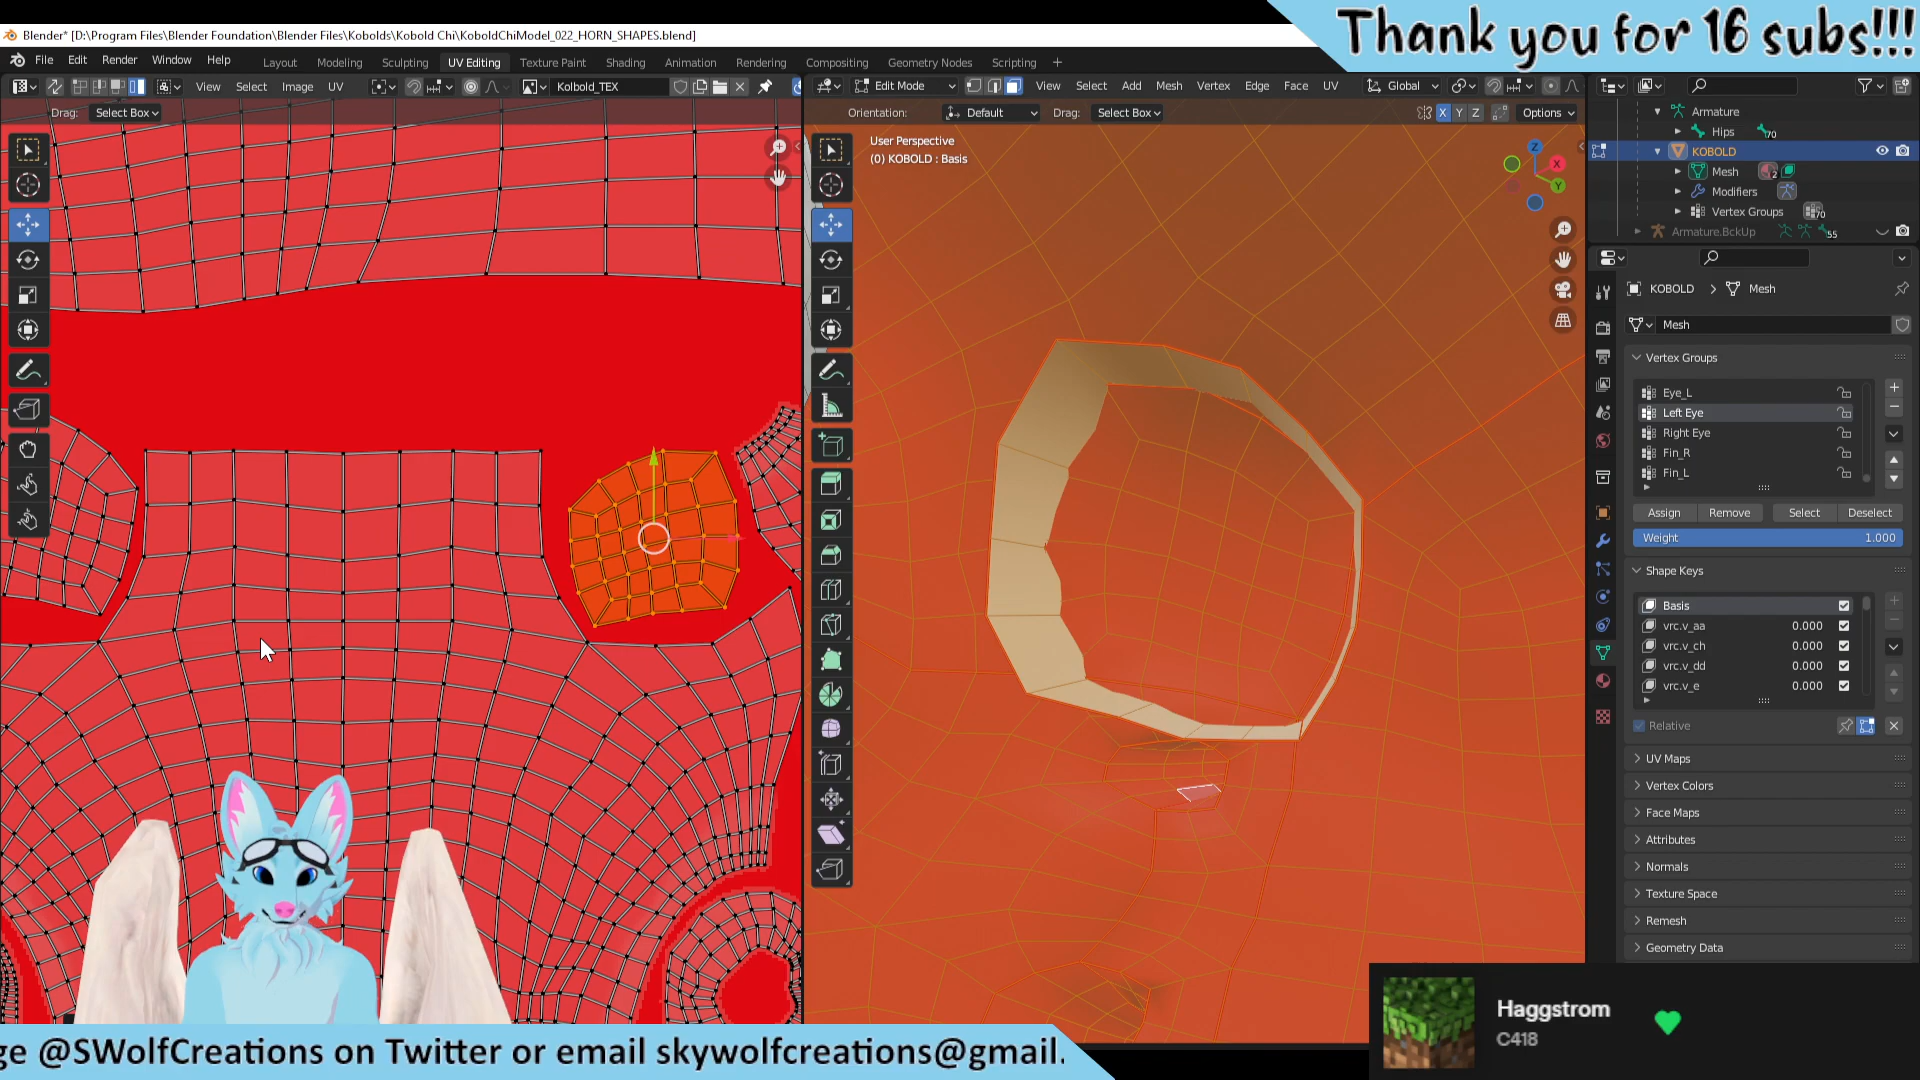 Thank you for 16 subs!!!
Blender* [D:\Program Files\Blender Foundation\Blender Files\Kobolds\Kobold Chi\KoboldChiModel_022_HORN_SHAPES.blend]
File Edit Render Window Help Layout Modeling Sculpting UV Editing Texture Paint Shading Animation Rendering Compositing Geometry Nodes Scripting +
View Select Image UV Kolbold_TEX
Edit Mode View Select Add Mesh Vertex Edge Face UV Global
Drag: Select Box
Orientation: Default Drag: Select Box X Y Z Options
User Perspective
(0) KOBOLD : Basis
Z
X
Y
Armature
Hips 70
KOBOLD
Mesh 2
Modifiers
Vertex Groups 70
Armature.BckUp 55
KOBOLD > Mesh
Mesh
Vertex Groups
Eye_L
Left Eye
Right Eye
Fin_R
Fin_L
Assign Remove Select Deselect
Weight 1.000
Shape Keys
Basis
vrc.v_aa 0.000
vrc.v_ch 0.000
vrc.v_dd 0.000
vrc.v_e 0.000
Relative
UV Maps
Vertex Colors
Face Maps
Attributes
Normals
Texture Space
Remesh
Geometry Data
Haggstrom
C418
ge @SWolfCreations on Twitter or email skywolfcreations@gmail.